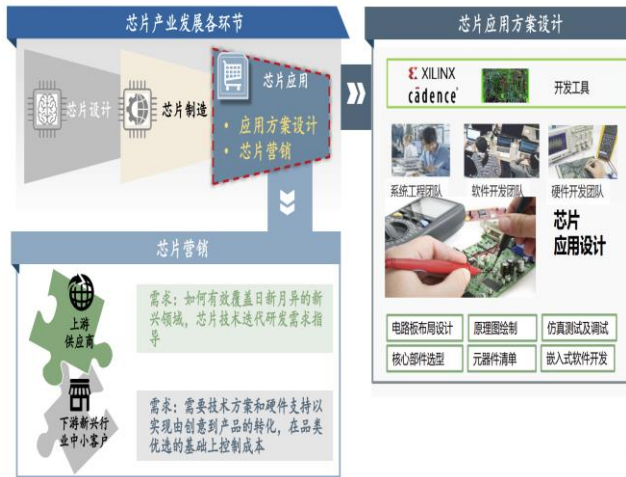 芯片产业发展各环节
芯片设计
芯片制造
芯片应用
• 应用方案设计
• 芯片营销
芯片营销
上游
供应商
需求：如何有效覆盖日新月异的新
兴领域，芯片技术迭代研发需求指
导
下游新兴行
业中小客户
需求：需要技术方案和硬件支持以
实现由创意到产品的转化，在品类
优选的基础上控制成本
芯片应用方案设计
XILINX
cādence®
开发工具
系统工程团队
软件开发团队
硬件开发团队
芯片
应用设计
电路板布局设计
原理图绘制
仿真测试及调试
核心部件选型
元器件清单
嵌入式软件开发